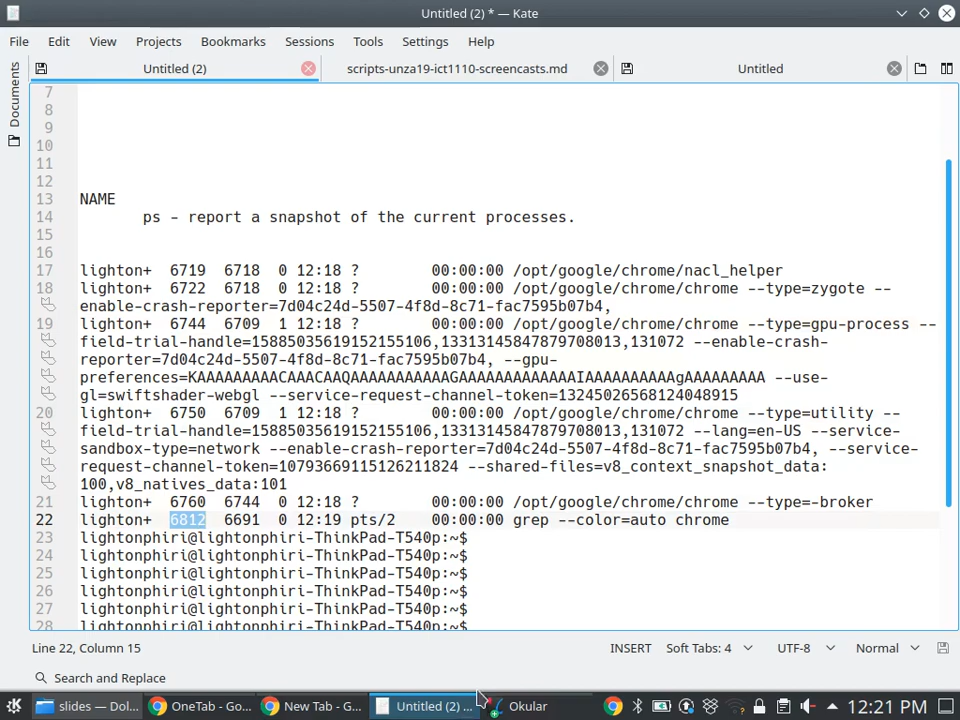 Untitled (2) * — Kate
File Edit View Projects Bookmarks Sessions Tools Settings Help
Documents
Untitled (2) scripts-unza19-ict1110-screencasts.md Untitled
7
8
9
10
11
12
13 NAME
14 ps - report a snapshot of the current processes.
15
16
17 lighton+ 6719 6718 0 12:18 ? 00:00:00 /opt/google/chrome/nacl_helper
18 lighton+ 6722 6718 0 12:18 ? 00:00:00 /opt/google/chrome/chrome --type=zygote --
enable-crash-reporter=7d04c24d-5507-4f8d-8c71-fac7595b07b4,
19 lighton+ 6744 6709 1 12:18 ? 00:00:00 /opt/google/chrome/chrome --type=gpu-process --
field-trial-handle=15885035619152155106,13313145847879708013,131072 --enable-crash-
reporter=7d04c24d-5507-4f8d-8c71-fac7595b07b4, --gpu-
preferences=KAAAAAAAAACAAACAAQAAAAAAAAAAAGAAAAAAAAAAAAAIAAAAAAAAAAgAAAAAAAAA --use-
gl=swiftshader-webgl --service-request-channel-token=13245026568124048915
20 lighton+ 6750 6709 1 12:18 ? 00:00:00 /opt/google/chrome/chrome --type=utility --
field-trial-handle=15885035619152155106,13313145847879708013,131072 --lang=en-US --service-
sandbox-type=network --enable-crash-reporter=7d04c24d-5507-4f8d-8c71-fac7595b07b4, --service-
request-channel-token=10793669115126211824 --shared-files=v8_context_snapshot_data:
100,v8_natives_data:101
21 lighton+ 6760 6744 0 12:18 ? 00:00:00 /opt/google/chrome/chrome --type=-broker
22 lighton+ 6812 6691 0 12:19 pts/2 00:00:00 grep --color=auto chrome
23 lightonphiri@lightonphiri-ThinkPad-T540p:~$
24 lightonphiri@lightonphiri-ThinkPad-T540p:~$
25 lightonphiri@lightonphiri-ThinkPad-T540p:~$
26 lightonphiri@lightonphiri-ThinkPad-T540p:~$
27 lightonphiri@lightonphiri-ThinkPad-T540p:~$
28 lightonphiri@lightonphiri-ThinkPad-T540p:~$
Line 22, Column 15 INSERT Soft Tabs: 4 UTF-8 Normal
Search and Replace
slides — Dol... OneTab - Go... New Tab - G... Untitled (2) ... Okular 12:21 PM